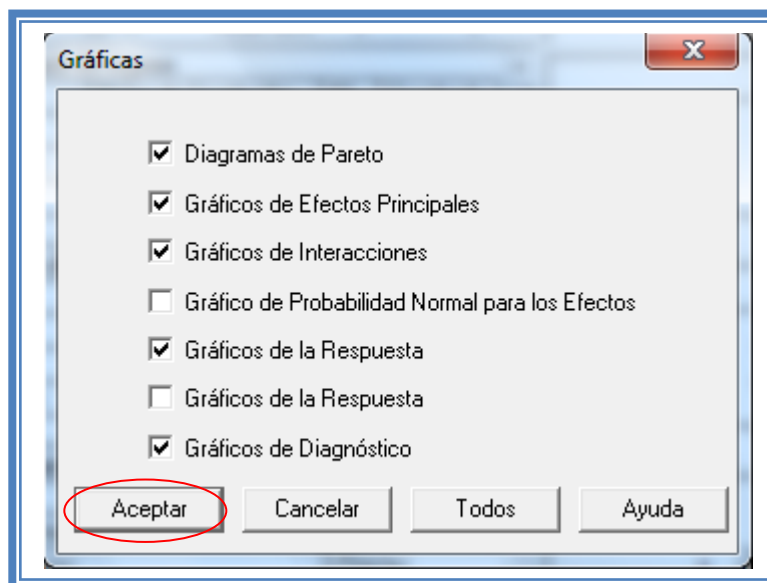 Gráficas
Diagramas de Pareto
Gráficos de Efectos Principales
Gráficos de Interacciones
Gráfico de Probabilidad Normal para los Efectos
Gráficos de la Respuesta
Gráficos de la Respuesta
Gráficos de Diagnóstico
Aceptar Cancelar Todos Ayuda